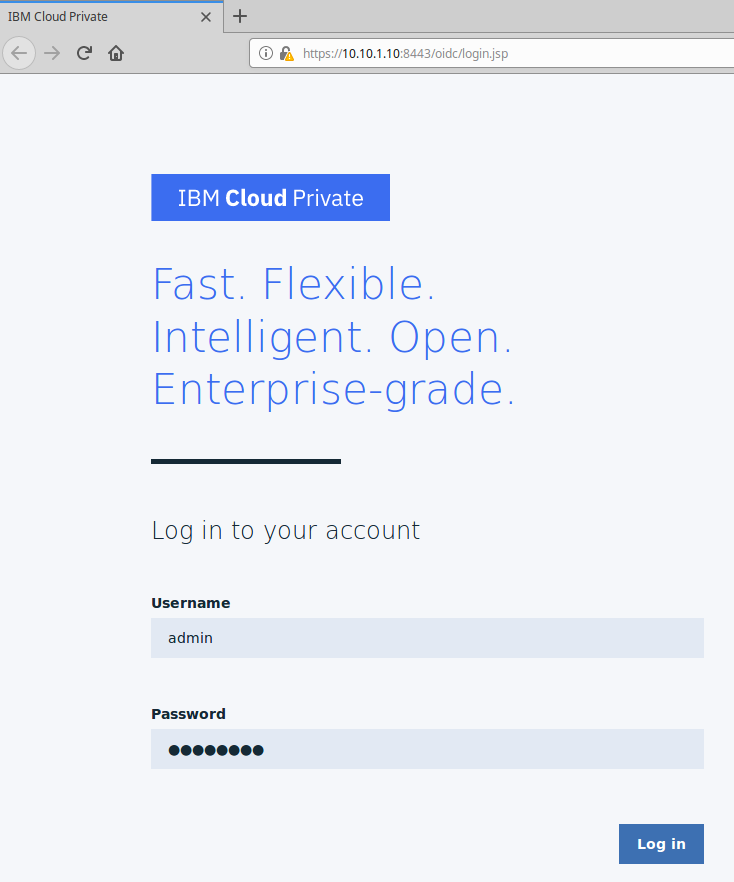 IBM Cloud Private
https://10.10.1.10:8443/oidc/login.jsp
IBM Cloud Private
Fast. Flexible.
Intelligent. Open.
Enterprise-grade.
Log in to your account
Username
admin
Password
●●●●●●●●
Log in